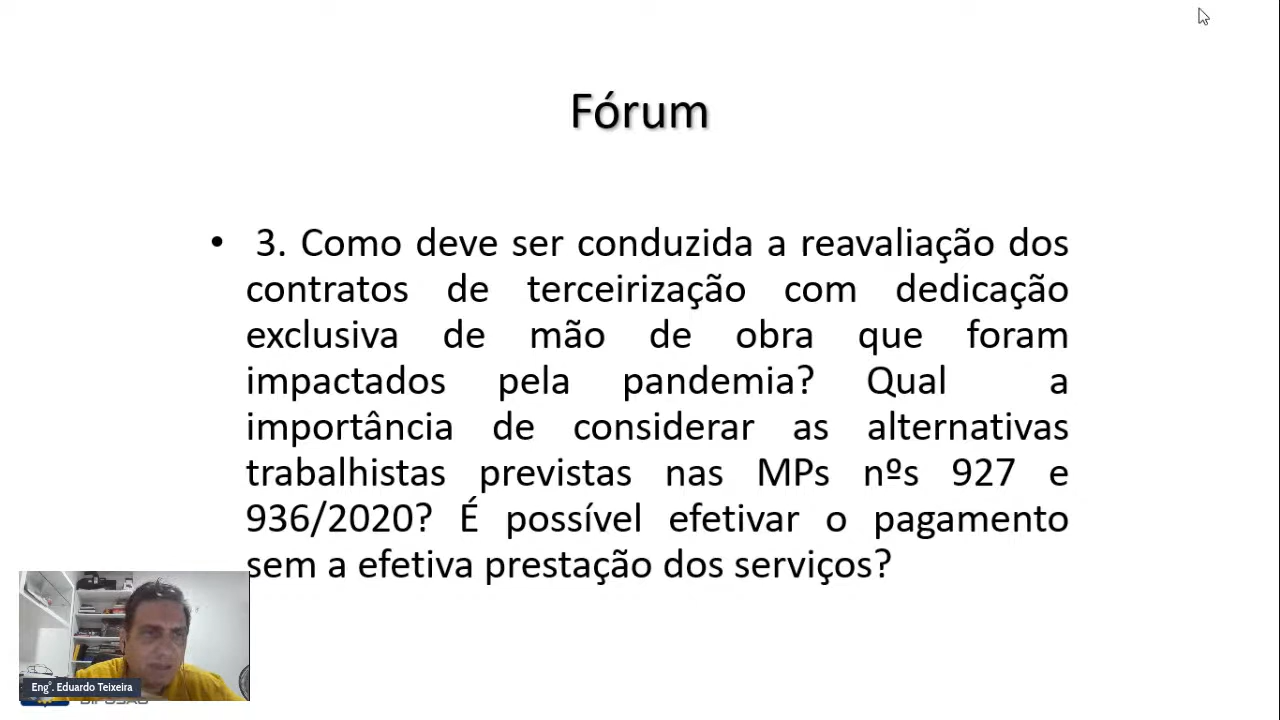 Fórum
• 3. Como deve ser conduzida a reavaliação dos
contratos de terceirização com dedicação
exclusiva de mão de obra que foram
impactados pela pandemia? Qual a
importância de considerar as alternativas
trabalhistas previstas nas MPs nºs 927 e
936/2020? É possível efetivar o pagamento
sem a efetiva prestação dos serviços?
Eng°. Eduardo Teixeira